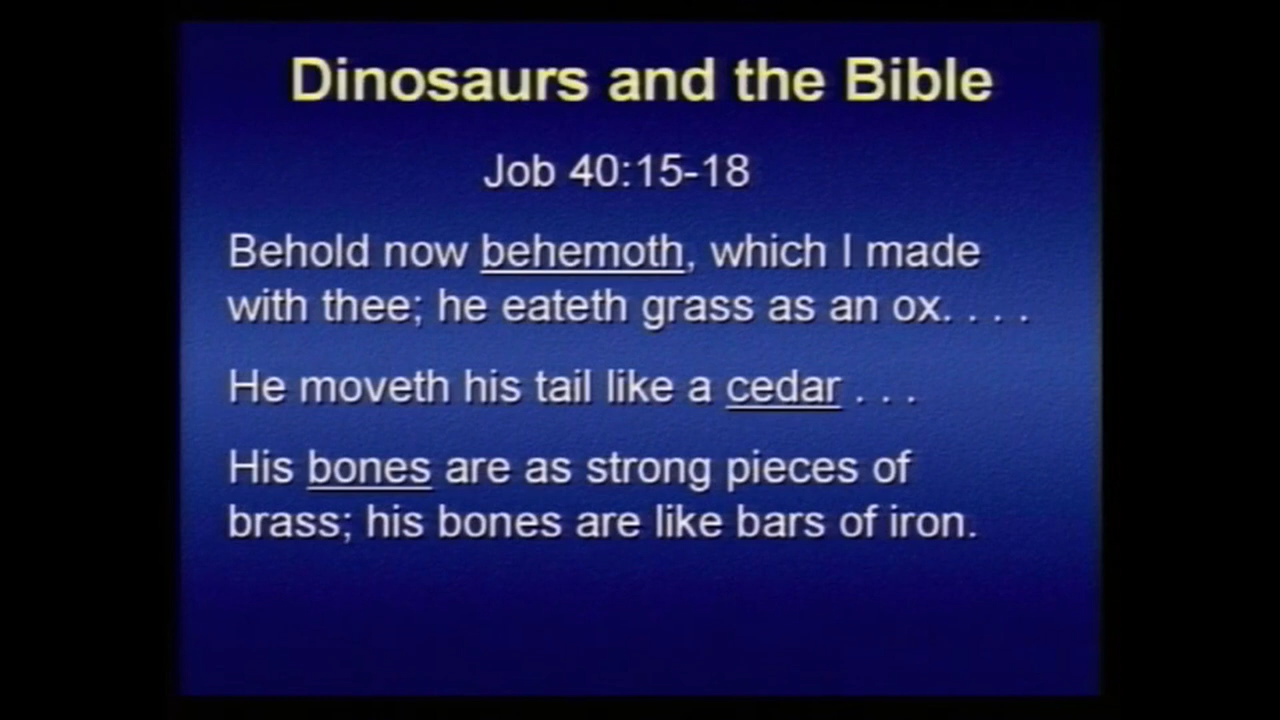 Dinosaurs and the Bible
Job 40:15-18
Behold now behemoth, which I made
with thee; he eateth grass as an ox. . . .
He moveth his tail like a cedar . . .
His bones are as strong pieces of
brass; his bones are like bars of iron.